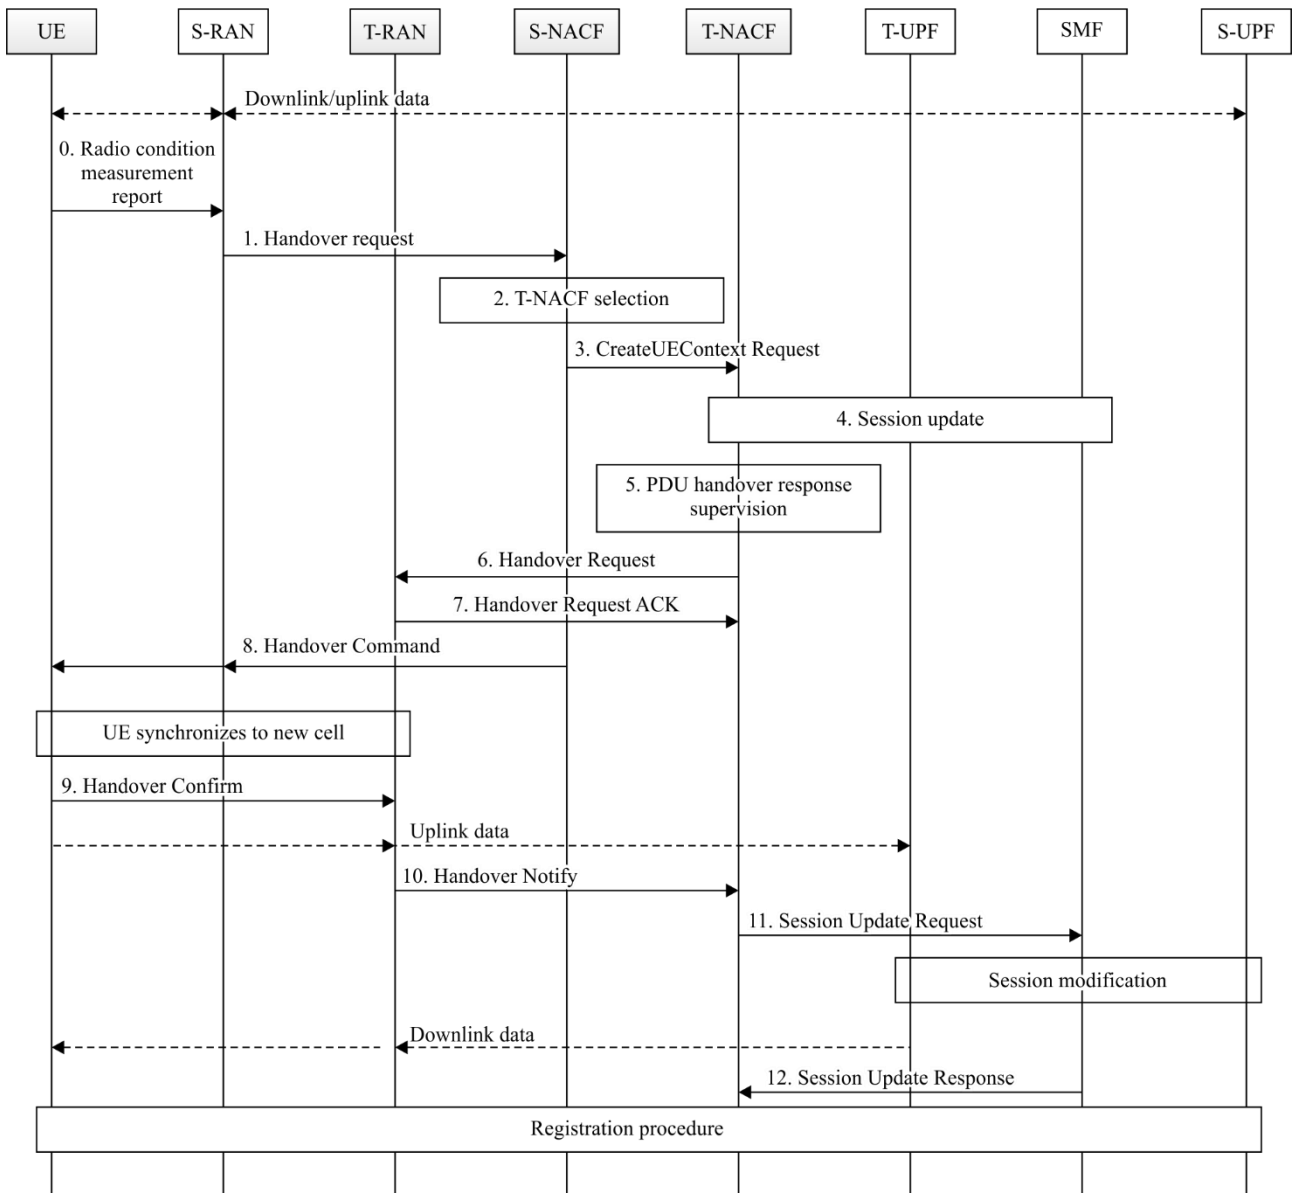 UE
S-RAN
T-RAN
S-NACF
T-NACF
T-UPF
SMF
S-UPF
Downlink/uplink data
0. Radio condition
measurement
report
1. Handover request
2. T-NACF selection
3. CreateUEContext Request
4. Session update
5. PDU handover response
supervision
6. Handover Request
7. Handover Request ACK
8. Handover Command
UE synchronizes to new cell
9. Handover Confirm
Uplink data
10. Handover Notify
11. Session Update Request
Session modification
Downlink data
12. Session Update Response
Registration procedure